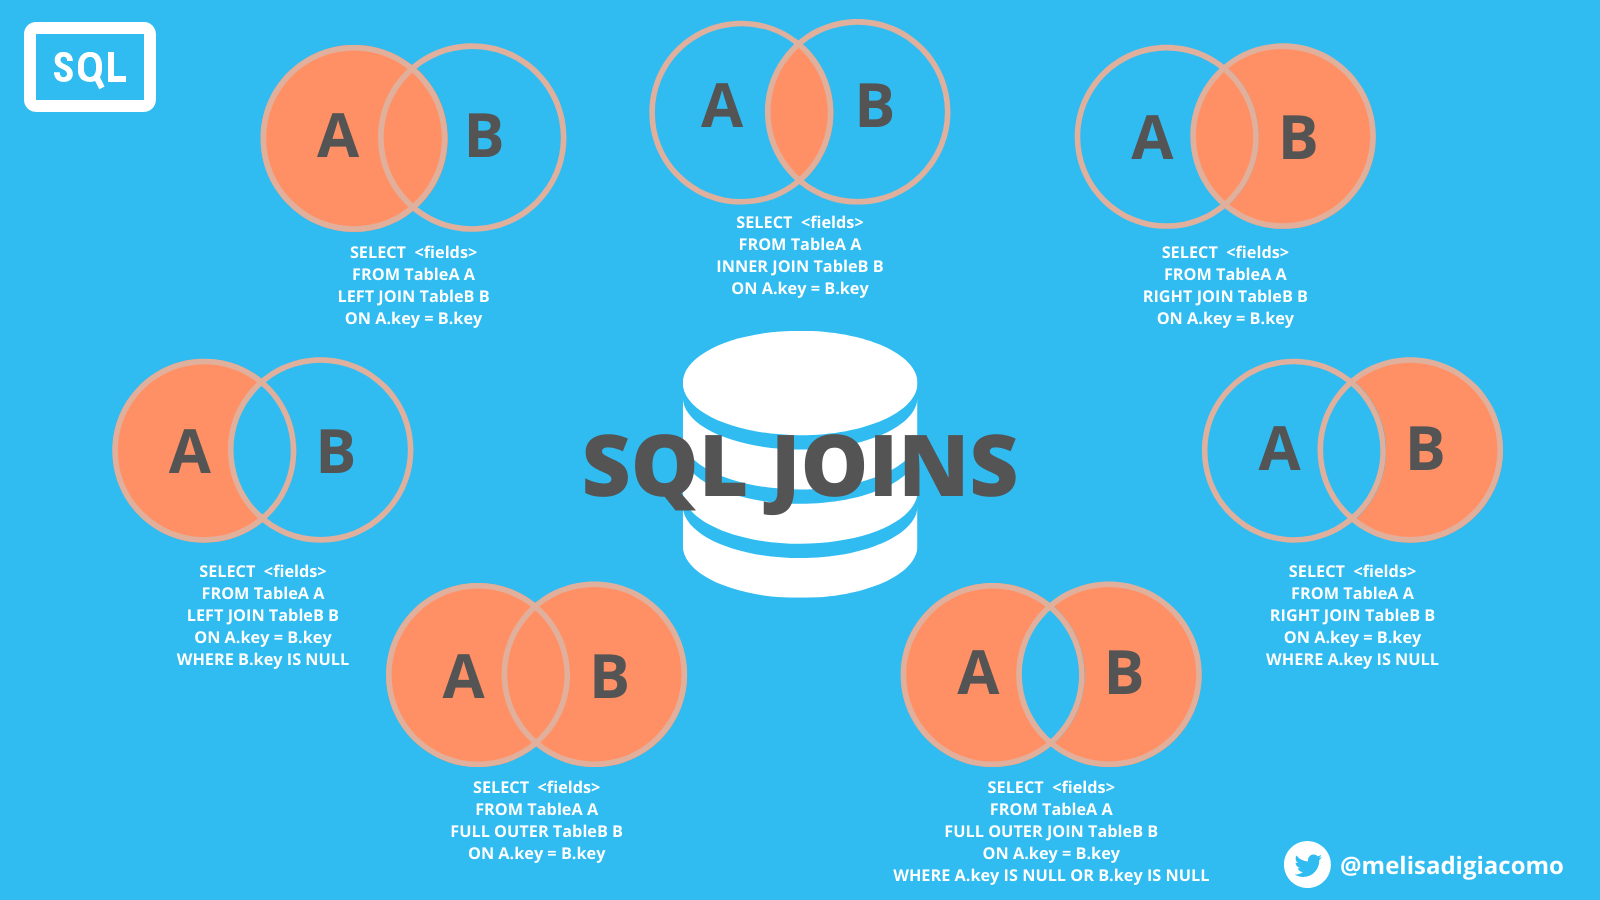 SQL
A B
SELECT <fields>
FROM TableA A
LEFT JOIN TableB B
ON A.key = B.key
A B
SELECT <fields>
FROM TableA A
INNER JOIN TableB B
ON A.key = B.key
A B
SELECT <fields>
FROM TableA A
RIGHT JOIN TableB B
ON A.key = B.key
A B
SELECT <fields>
FROM TableA A
LEFT JOIN TableB B
ON A.key = B.key
WHERE B.key IS NULL
SQL JOINS
A B
SELECT <fields>
FROM TableA A
RIGHT JOIN TableB B
ON A.key = B.key
WHERE A.key IS NULL
A B
SELECT <fields>
FROM TableA A
FULL OUTER TableB B
ON A.key = B.key
A B
SELECT <fields>
FROM TableA A
FULL OUTER JOIN TableB B
ON A.key = B.key
WHERE A.key IS NULL OR B.key IS NULL
@melisadigiacomo